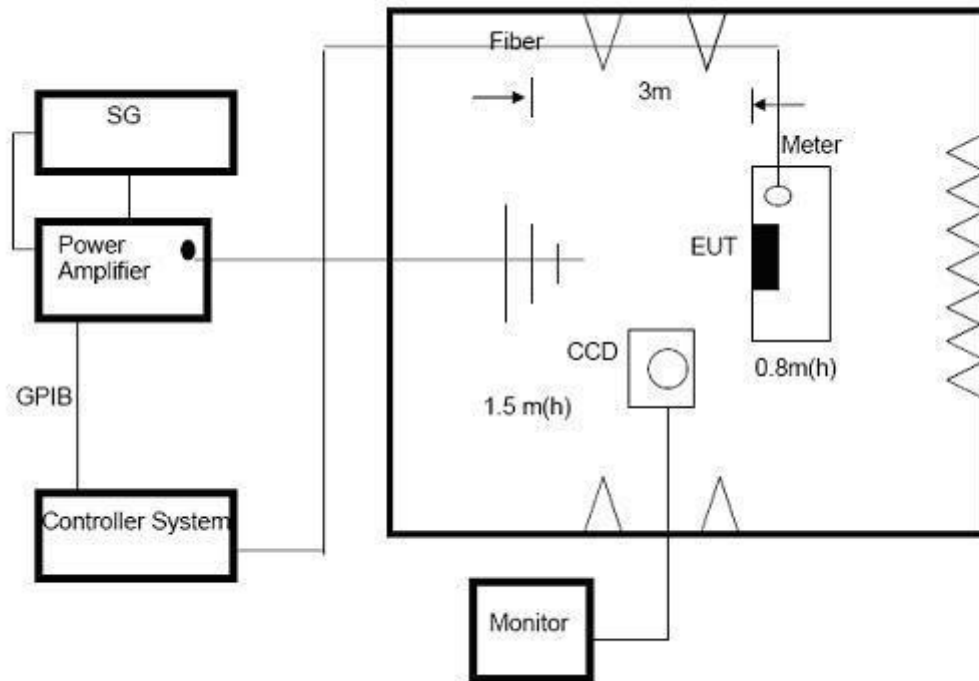 Fiber
3m
SG
Meter
Power
Amplifier
EUT
CCD
0.8m(h)
GPIB
1.5 m(h)
Controller System
Monitor